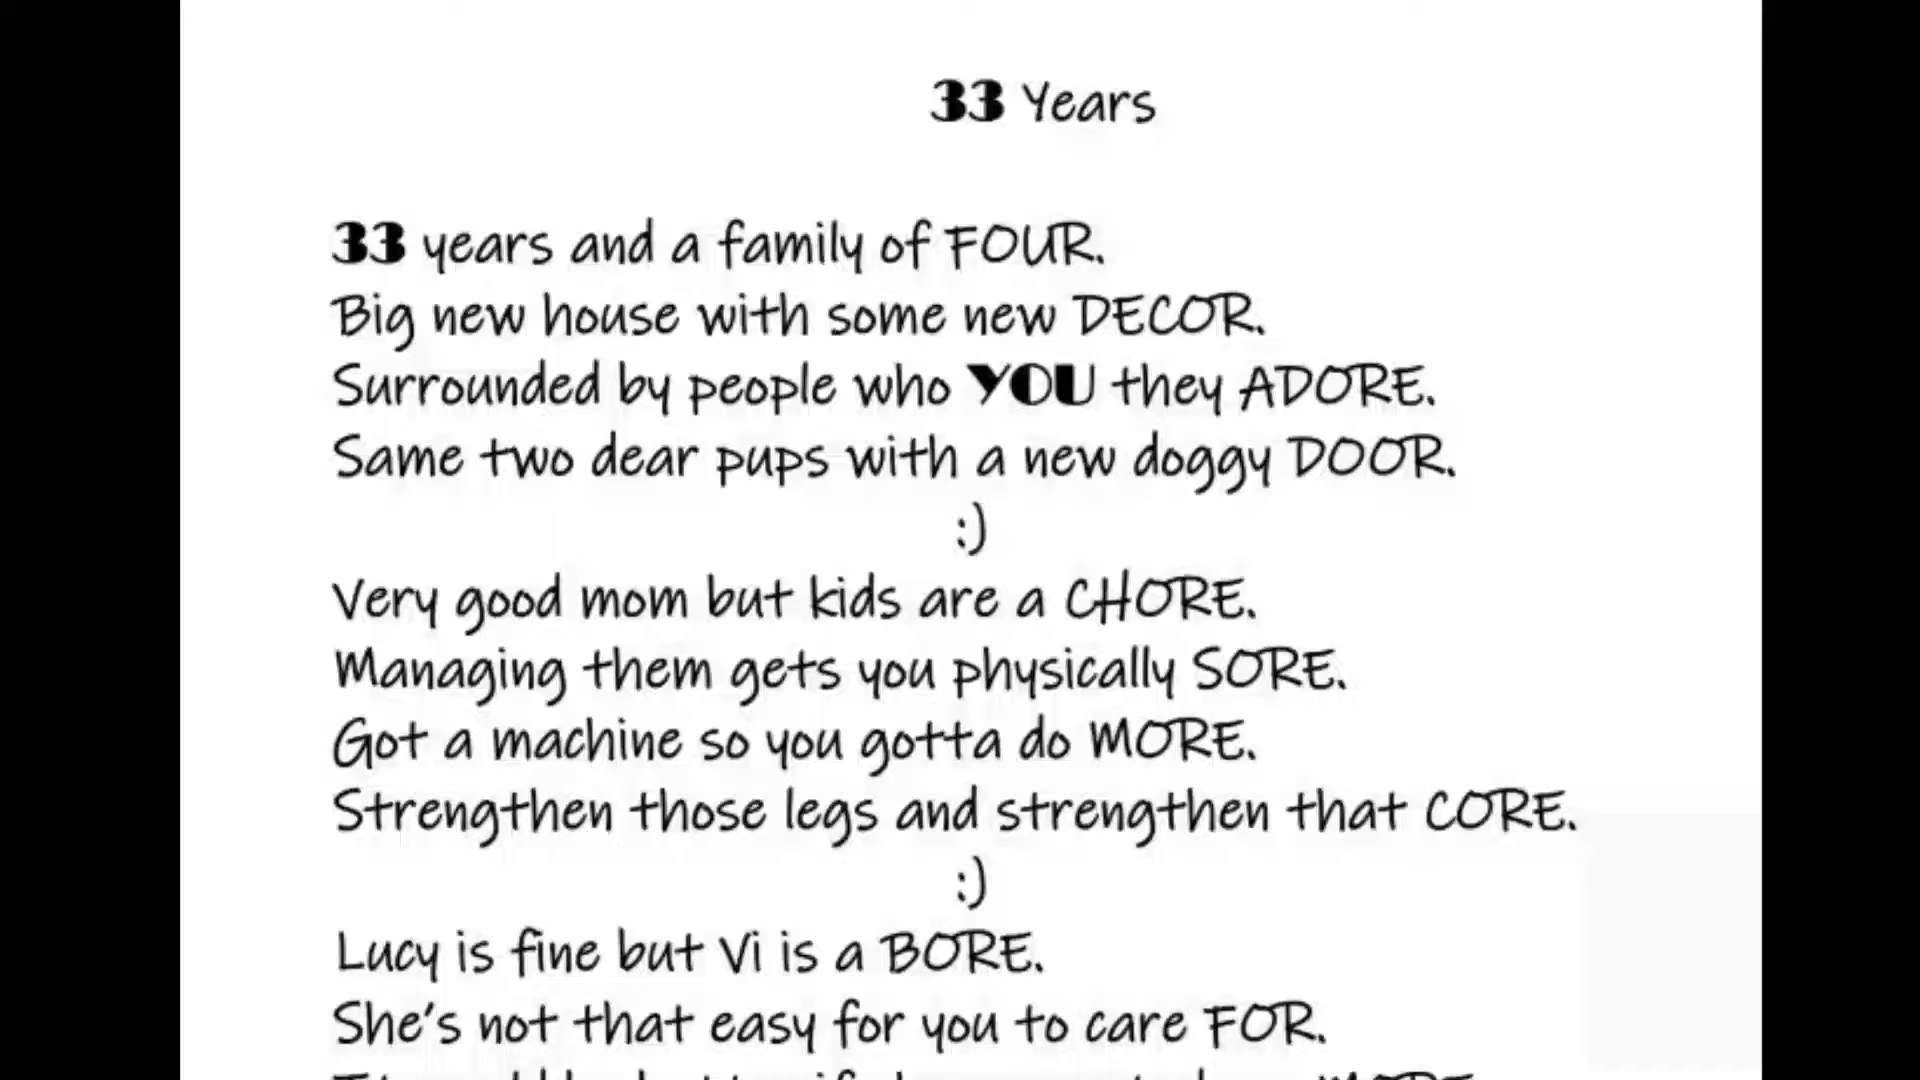 33 Years
33 years and a family of FOUR.
Big new house with some new DECOR.
Surrounded by people who YOU they ADORE.
Same two dear pups with a new doggy DOOR.
:)
Very good mom but kids are a CHORE.
Managing them gets you physically SORE.
Got a machine so you gotta do MORE.
Strengthen those legs and strengthen that CORE.
:)
Lucy is fine but Vi is a BORE.
She's not that easy for you to care FOR.